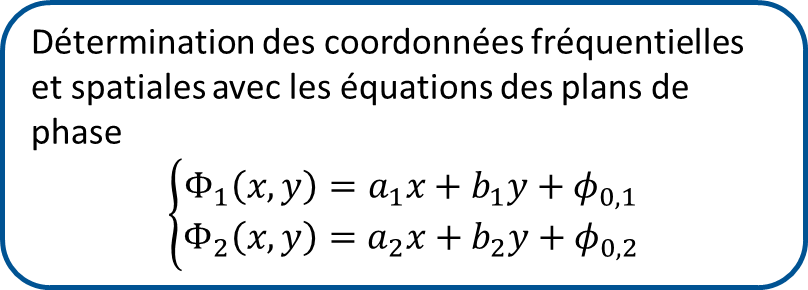 Détermination des coordonnées fréquentielles
et spatiales avec les équations des plans de
phase
Φ₁(x, y) = a₁x + b₁y + ϕ₀,₁
Φ₂(x, y) = a₂x + b₂y + ϕ₀,₂